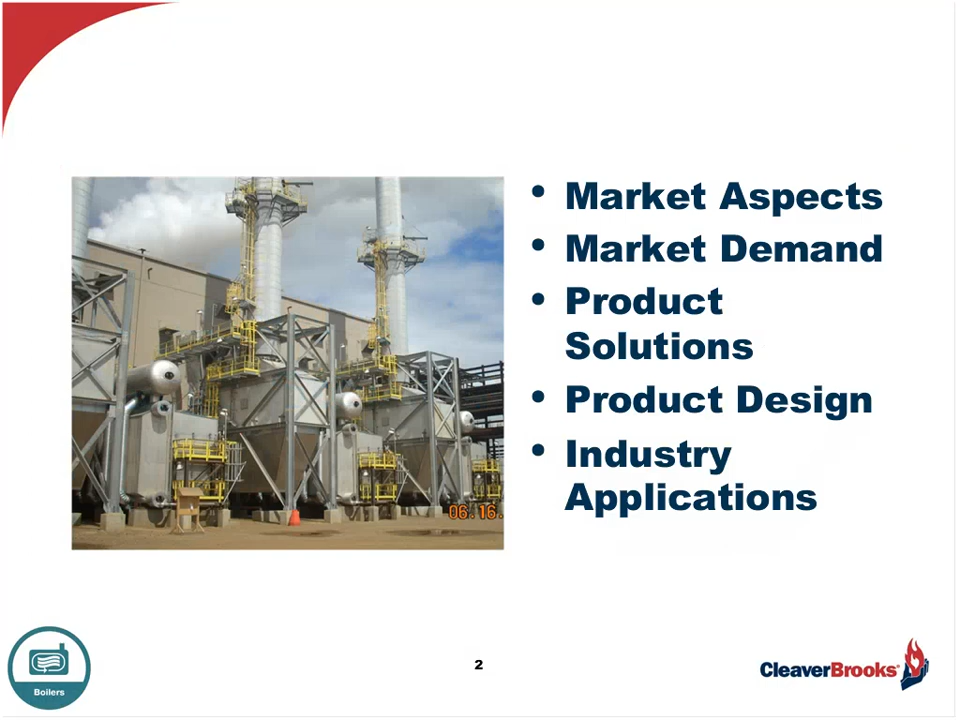 • Market Aspects
• Market Demand
• Product
Solutions
• Product Design
• Industry
Applications
06.16.
Boilers
2
CleaverBrooks®